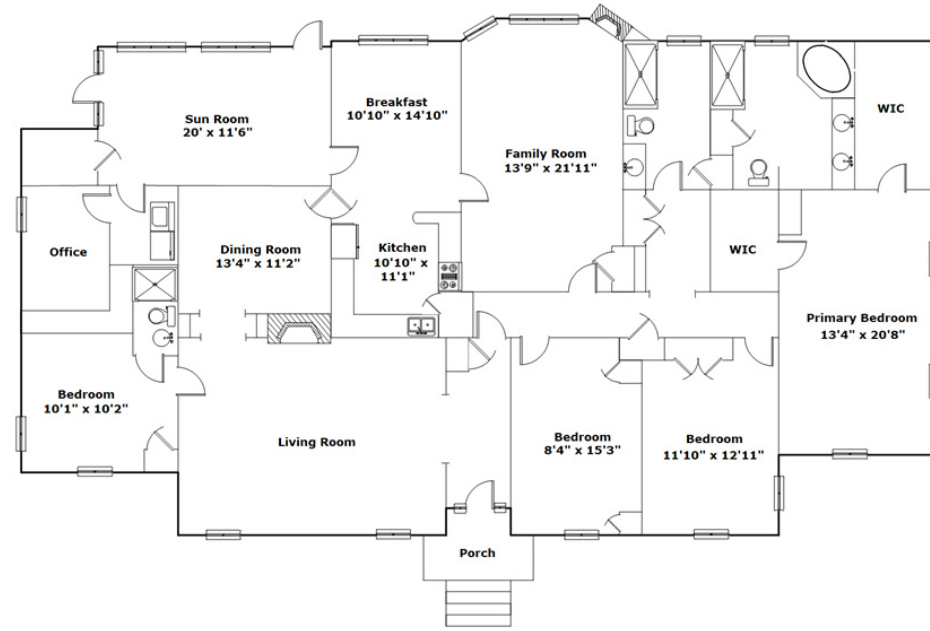 Breakfast
10'10" x 14'10"
WIC
Sun Room
20' x 11'6"
Family Room
13'9" x 21'11"
Office
Dining Room
13'4" x 11'2"
Kitchen
10'10" x
11'1"
WIC
Primary Bedroom
13'4" x 20'8"
Bedroom
10'1" x 10'2"
Living Room
Bedroom
8'4" x 15'3"
Bedroom
11'10" x 12'11"
Porch